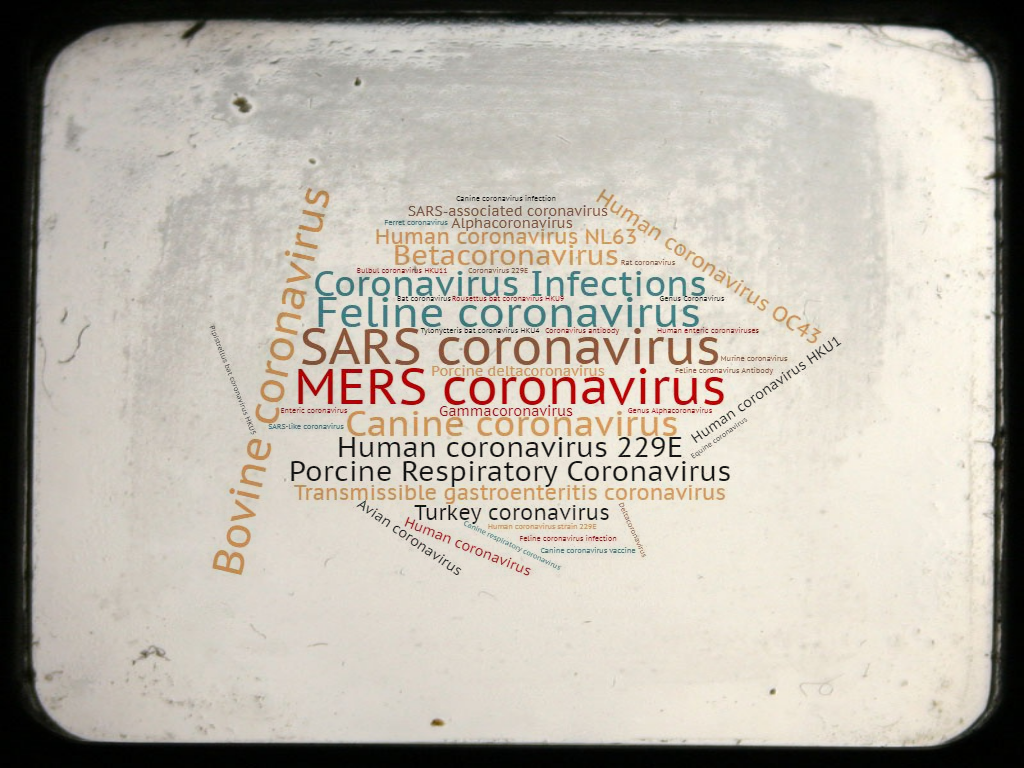 Canine coronavirus infection
SARS-associated coronavirus
Ferret coronavirus
Alphacoronavirus
Human coronavirus NL63
Betacoronavirus
Rat coronavirus
Human coronavirus OC43
Bulbul coronavirus HKU11
Coronavirus 229E
Coronavirus Infections
Bat coronavirus
Rousettus bat coronavirus HKU9
Genus Coronavirus
Feline coronavirus
Tylonycteris bat coronavirus HKU4
Coronavirus antibody
Human enteric coronaviruses
SARS coronavirus
Murine coronavirus
Porcine deltacoronavirus
Feline coronavirus Antibody
MERS coronavirus
Enteric coronavirus
Gammacoronavirus
Genus Alphacoronavirus
SARS-like coronavirus
Canine coronavirus
Human coronavirus HKU1
Equine coronavirus
Bovine coronavirus
Pipistrellus bat coronavirus HKU5
Human coronavirus 229E
Porcine Respiratory Coronavirus
Transmissible gastroenteritis coronavirus
Turkey coronavirus
Avian coronavirus
Human coronavirus
Canine respiratory coronavirus
Human coronavirus strain 229E
Feline coronavirus infection
Canine coronavirus vaccine
Deltacoronavirus